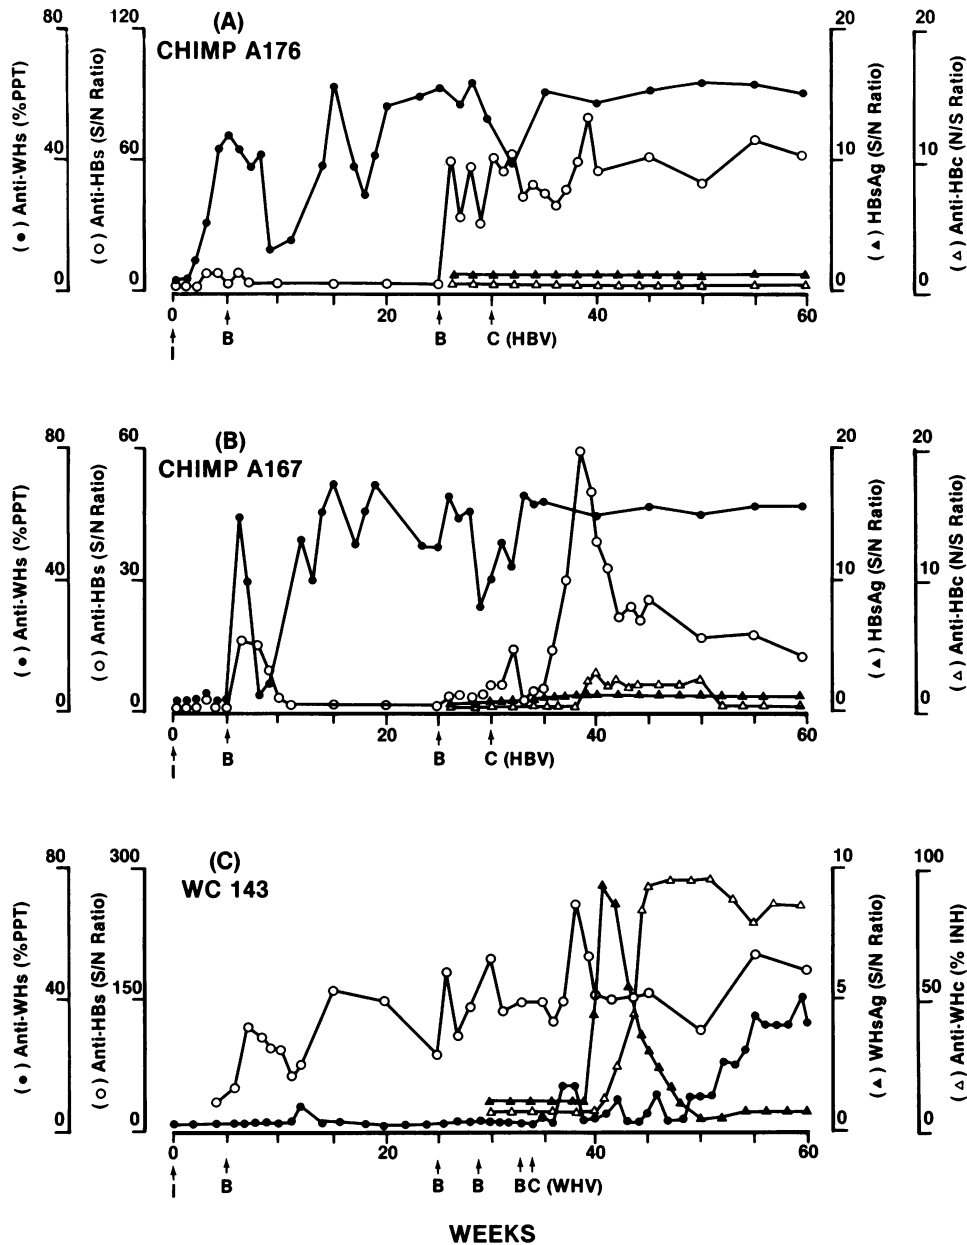 (A)
CHIMP A176
80
40
0
(●) Anti-WHs (%PPT)
120
60
0
(○) Anti-HBs (S/N Ratio)
20
10
0
(▲) HBsAg (S/N Ratio)
20
10
0
(△) Anti-HBc (N/S Ratio)
0 20 40 60
I B B C (HBV)
(B)
CHIMP A167
80
40
0
(●) Anti-WHs (%PPT)
60
30
0
(○) Anti-HBs (S/N Ratio)
20
10
0
(▲) HBsAg (S/N Ratio)
20
10
0
(△) Anti-HBc (N/S Ratio)
0 20 40 60
I B B C (HBV)
(C)
WC 143
80
40
0
(●) Anti-WHs (%PPT)
300
150
0
(○) Anti-HBs (S/N Ratio)
10
5
0
(▲) WHsAg (S/N Ratio)
100
50
0
(△) Anti-WHc (% INH)
0 20 40 60
I B B B BC (WHV)
WEEKS